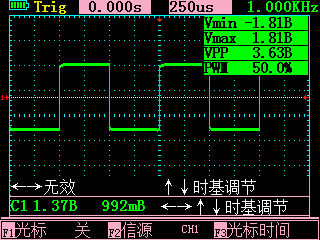 Trig 0.000s 250us 1.000KHz
Vmin -1.81B
Vmax 1.81B
VPP 3.63B
PWM 50.0%
←→无效 ↑↓时基调节
C1 1.37B 992mB ←→↑↓时基调节
F1光标 关 F2信源 CH1 F3光标时间